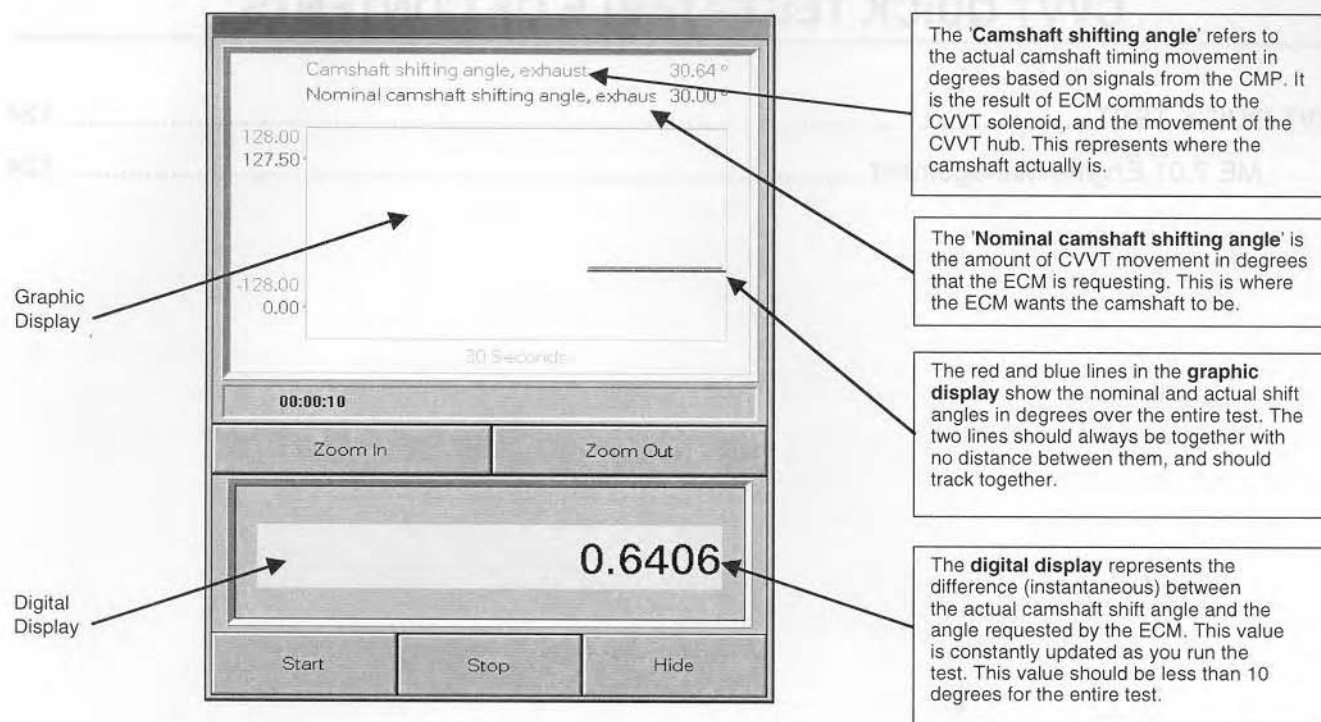 Camshaft shifting angle, exhaust 30.64 °
Nominal camshaft shifting angle, exhaus 30.00 °
128.00
127.50
-128.00
0.00
30 Seconds
00:00:10
Zoom In Zoom Out
0.6406
Start Stop Hide
Graphic
Display
Digital
Display
The 'Camshaft shifting angle' refers to
the actual camshaft timing movement in
degrees based on signals from the CMP. It
is the result of ECM commands to the
CVVT solenoid, and the movement of the
CVVT hub. This represents where the
camshaft actually is.
The 'Nominal camshaft shifting angle' is
the amount of CVVT movement in degrees
that the ECM is requesting. This is where
the ECM wants the camshaft to be.
The red and blue lines in the graphic
display show the nominal and actual shift
angles in degrees over the entire test. The
two lines should always be together with
no distance between them, and should
track together.
The digital display represents the
difference (instantaneous) between
the actual camshaft shift angle and the
angle requested by the ECM. This value
is constantly updated as you run the
test. This value should be less than 10
degrees for the entire test.